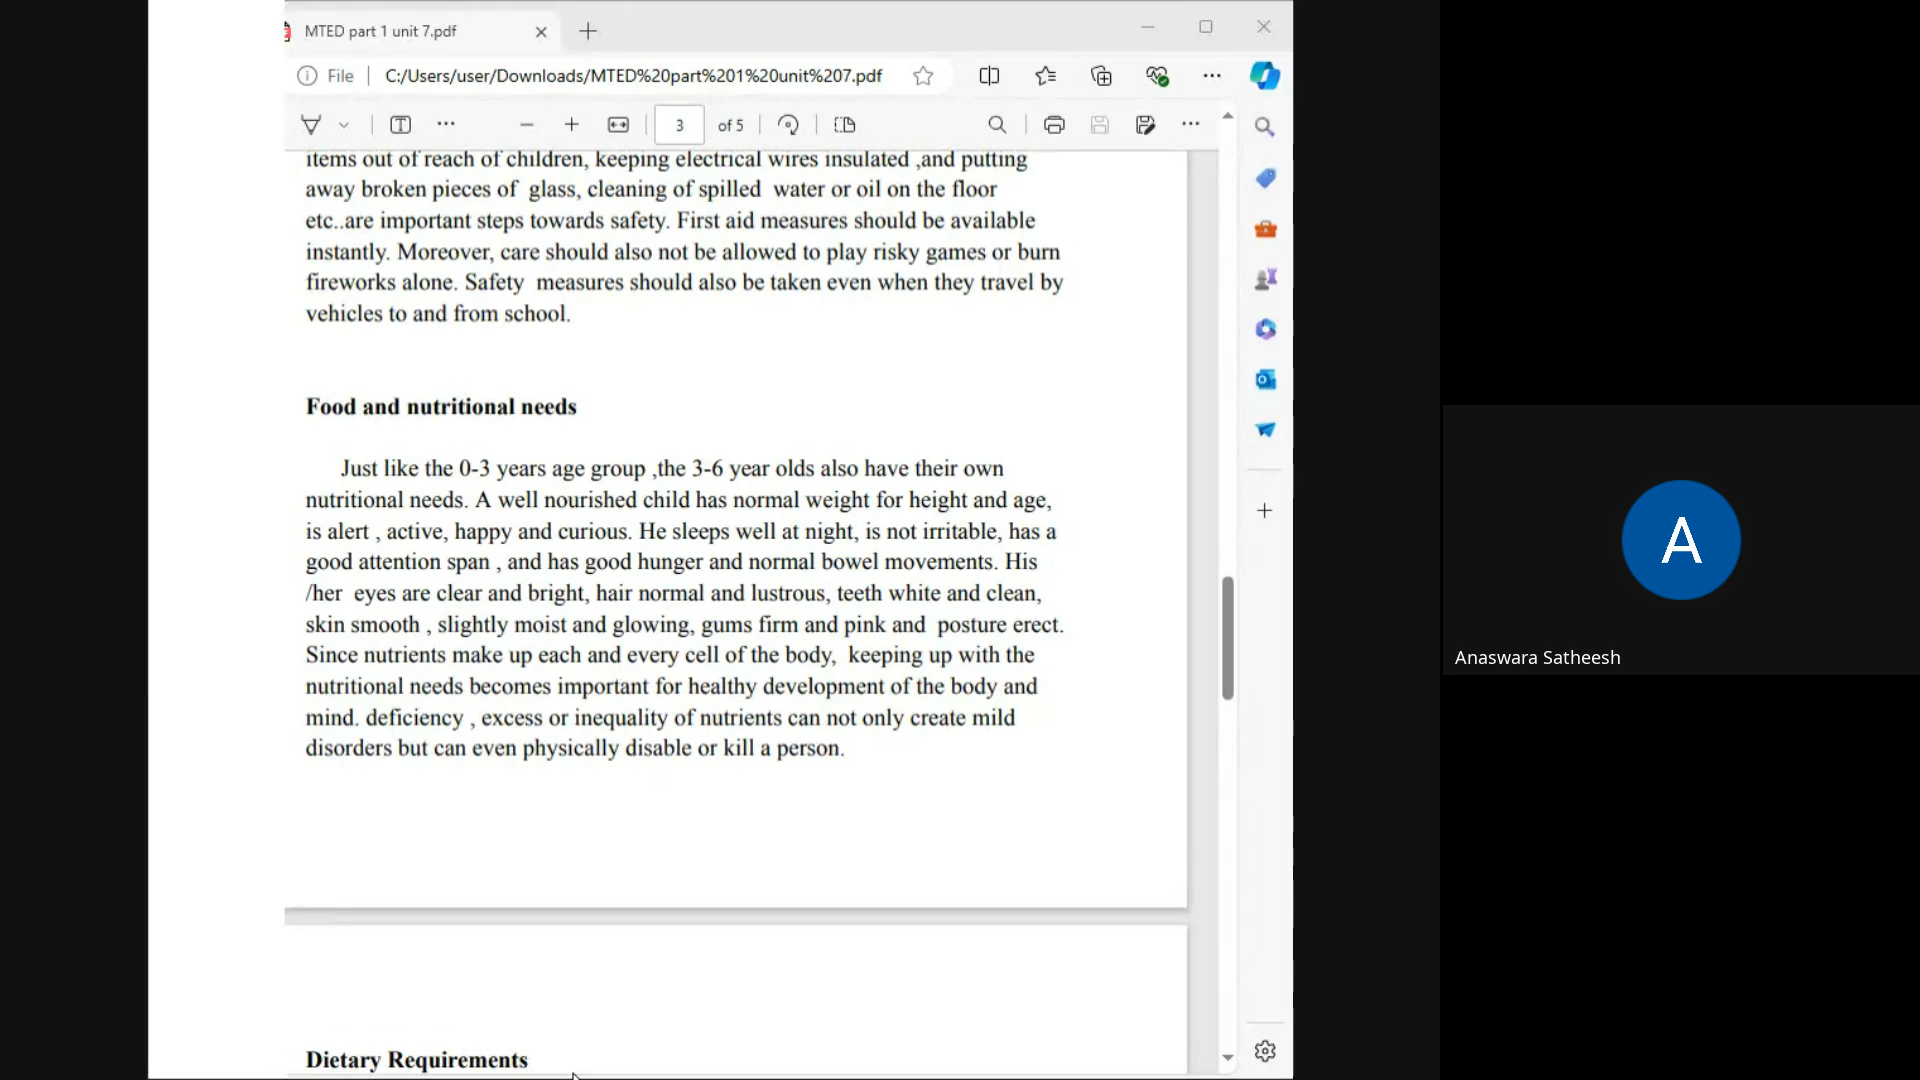 MTED part 1 unit 7.pdf
File
C:/Users/user/Downloads/MTED%20part%201%20unit%207.pdf
3 of 5
items out of reach of children, keeping electrical wires insulated ,and putting
away broken pieces of  glass, cleaning of spilled  water or oil on the floor
etc..are important steps towards safety. First aid measures should be available
instantly. Moreover, care should also not be allowed to play risky games or burn
fireworks alone. Safety  measures should also be taken even when they travel by
vehicles to and from school.
Food and nutritional needs
Just like the 0-3 years age group ,the 3-6 year olds also have their own
nutritional needs. A well nourished child has normal weight for height and age,
is alert , active, happy and curious. He sleeps well at night, is not irritable, has a
good attention span , and has good hunger and normal bowel movements. His
/her  eyes are clear and bright, hair normal and lustrous, teeth white and clean,
skin smooth , slightly moist and glowing, gums firm and pink and  posture erect.
Since nutrients make up each and every cell of the body,  keeping up with the
nutritional needs becomes important for healthy development of the body and
mind. deficiency , excess or inequality of nutrients can not only create mild
disorders but can even physically disable or kill a person.
Dietary Requirements
A
Anaswara Satheesh